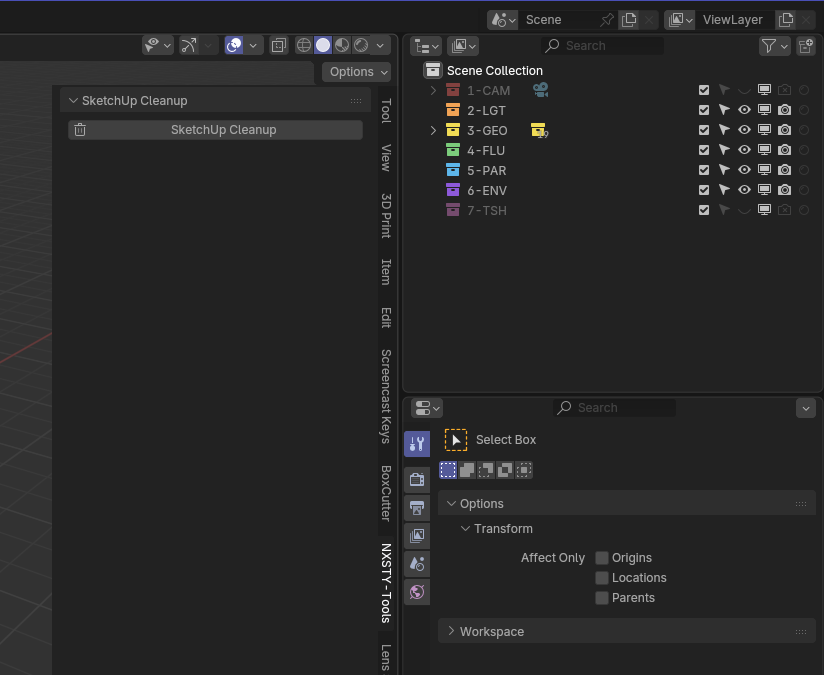 Scene
ViewLayer
Options
Search
Scene Collection
SketchUp Cleanup
SketchUp Cleanup
1-CAM
2-LGT
3-GEO
4-FLU
5-PAR
6-ENV
7-TSH
Tool
View
3D Print
Item
Edit
Screencast Keys
BoxCutter
NXSTY-Tools
Lens
Search
Select Box
Options
Transform
Affect Only
Origins
Locations
Parents
Workspace